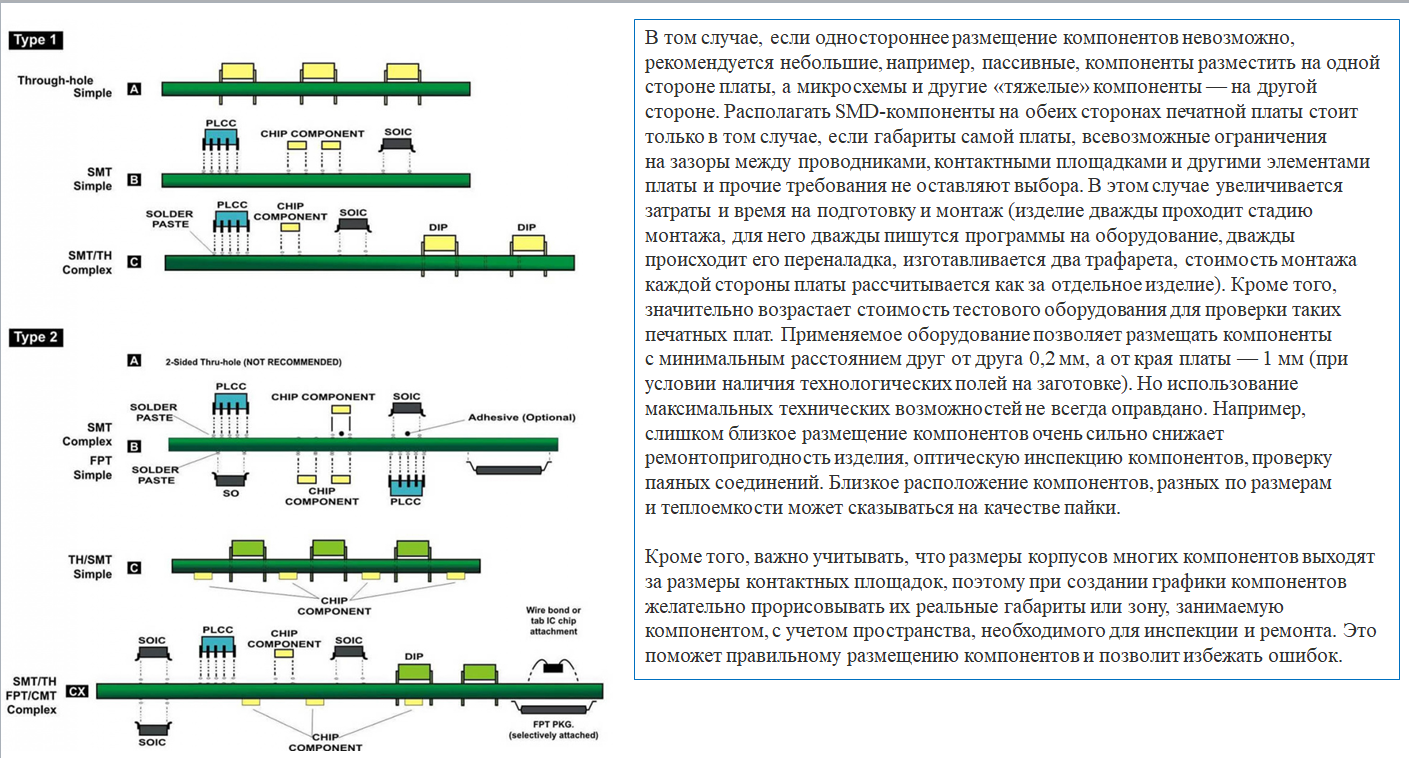 Type 1
Through-hole
Simple
A
PLCC
CHIP COMPONENT
SOIC
SMT
Simple
B
SOLDER
PASTE
PLCC
CHIP
COMPONENT
SOIC
DIP
DIP
SMT/TH
Complex
C
Type 2
A
2-Sided Thru-hole (NOT RECOMMENDED)
PLCC
SOLDER
PASTE
CHIP COMPONENT
SOIC
Adhesive (Optional)
SMT
Complex
B
FPT
Simple
SOLDER
PASTE
SO
CHIP
COMPONENT
PLCC
TH/SMT
Simple
C
CHIP
COMPONENT
Wire bond or
tab IC chip
attachment
SOIC
PLCC
CHIP
COMPONENT
SOIC
DIP
SMT/TH
FPT/CMT
Complex
CX
SOIC
CHIP
COMPONENT
FPT PKG.
(selectively attached)
В том случае, если одностороннее размещение компонентов невозможно,
рекомендуется небольшие, например, пассивные, компоненты разместить на одной
стороне платы, а микросхемы и другие «тяжелые» компоненты — на другой
стороне. Располагать SMD-компоненты на обеих сторонах печатной платы стоит
только в том случае, если габариты самой платы, всевозможные ограничения
на зазоры между проводниками, контактными площадками и другими элементами
платы и прочие требования не оставляют выбора. В этом случае увеличивается
затраты и время на подготовку и монтаж (изделие дважды проходит стадию
монтажа, для него дважды пишутся программы на оборудование, дважды
происходит его переналадка, изготавливается два трафарета, стоимость монтажа
каждой стороны платы рассчитывается как за отдельное изделие). Кроме того,
значительно возрастает стоимость тестового оборудования для проверки таких
печатных плат. Применяемое оборудование позволяет размещать компоненты
с минимальным расстоянием друг от друга 0,2 мм, а от края платы — 1 мм (при
условии наличия технологических полей на заготовке). Но использование
максимальных технических возможностей не всегда оправдано. Например,
слишком близкое размещение компонентов очень сильно снижает
ремонтопригодность изделия, оптическую инспекцию компонентов, проверку
паяных соединений. Близкое расположение компонентов, разных по размерам
и теплоемкости может сказываться на качестве пайки.
Кроме того, важно учитывать, что размеры корпусов многих компонентов выходят
за размеры контактных площадок, поэтому при создании графики компонентов
желательно прорисовывать их реальные габариты или зону, занимаемую
компонентом, с учетом пространства, необходимого для инспекции и ремонта. Это
поможет правильному размещению компонентов и позволит избежать ошибок.